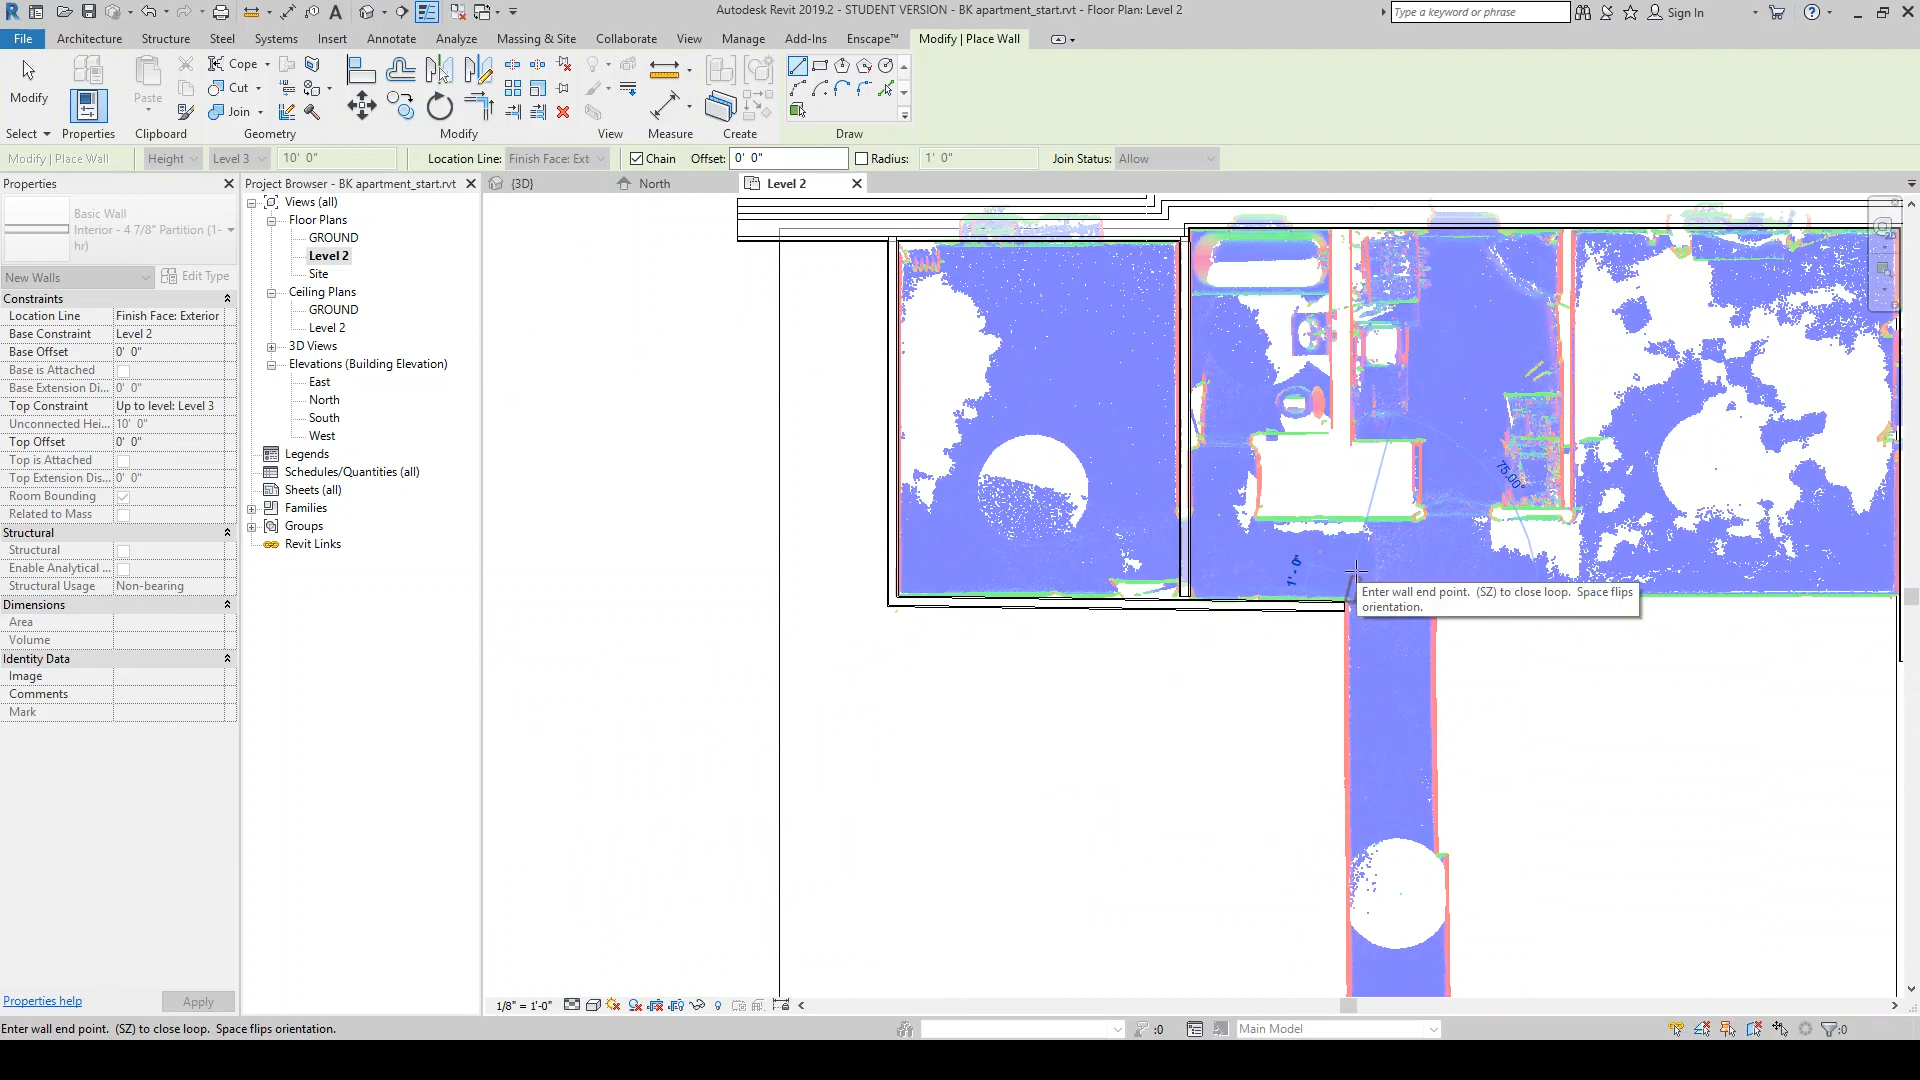 Autodesk Revit 2019.2 - STUDENT VERSION - BK apartment_start.rvt - Floor Plan: Level 2
Type a keyword or phrase
Sign In
File Architecture Structure Steel Systems Insert Annotate Analyze Massing & Site Collaborate View Manage Add-Ins Enscape™ Modify | Place Wall
Modify
Paste
Cope
Cut
Join
Select Properties Clipboard Geometry Modify View Measure Create Draw
Modify | Place Wall Height Level 3 10' 0" Location Line: Finish Face: Ext Chain Offset: 0' 0" Radius: 1' 0" Join Status: Allow
Properties
Basic Wall
Interior - 4 7/8" Partition (1-
hr)
New Walls Edit Type
Constraints
Location Line Finish Face: Exterior
Base Constraint Level 2
Base Offset 0' 0"
Base is Attached
Base Extension Di... 0' 0"
Top Constraint Up to level: Level 3
Unconnected Hei... 10' 0"
Top Offset 0' 0"
Top is Attached
Top Extension Dis... 0' 0"
Room Bounding
Related to Mass
Structural
Structural
Enable Analytical ...
Structural Usage Non-bearing
Dimensions
Area
Volume
Identity Data
Image
Comments
Mark
Properties help Apply
Project Browser - BK apartment_start.rvt
Views (all)
Floor Plans
GROUND
Level 2
Site
Ceiling Plans
GROUND
Level 2
3D Views
Elevations (Building Elevation)
East
North
South
West
Legends
Schedules/Quantities (all)
Sheets (all)
Families
Groups
Revit Links
{3D} North Level 2
75.00°
1' - 0"
Enter wall end point. (SZ) to close loop. Space flips
orientation.
1/8" = 1'-0"
Enter wall end point. (SZ) to close loop. Space flips orientation.
:0
Main Model
:0